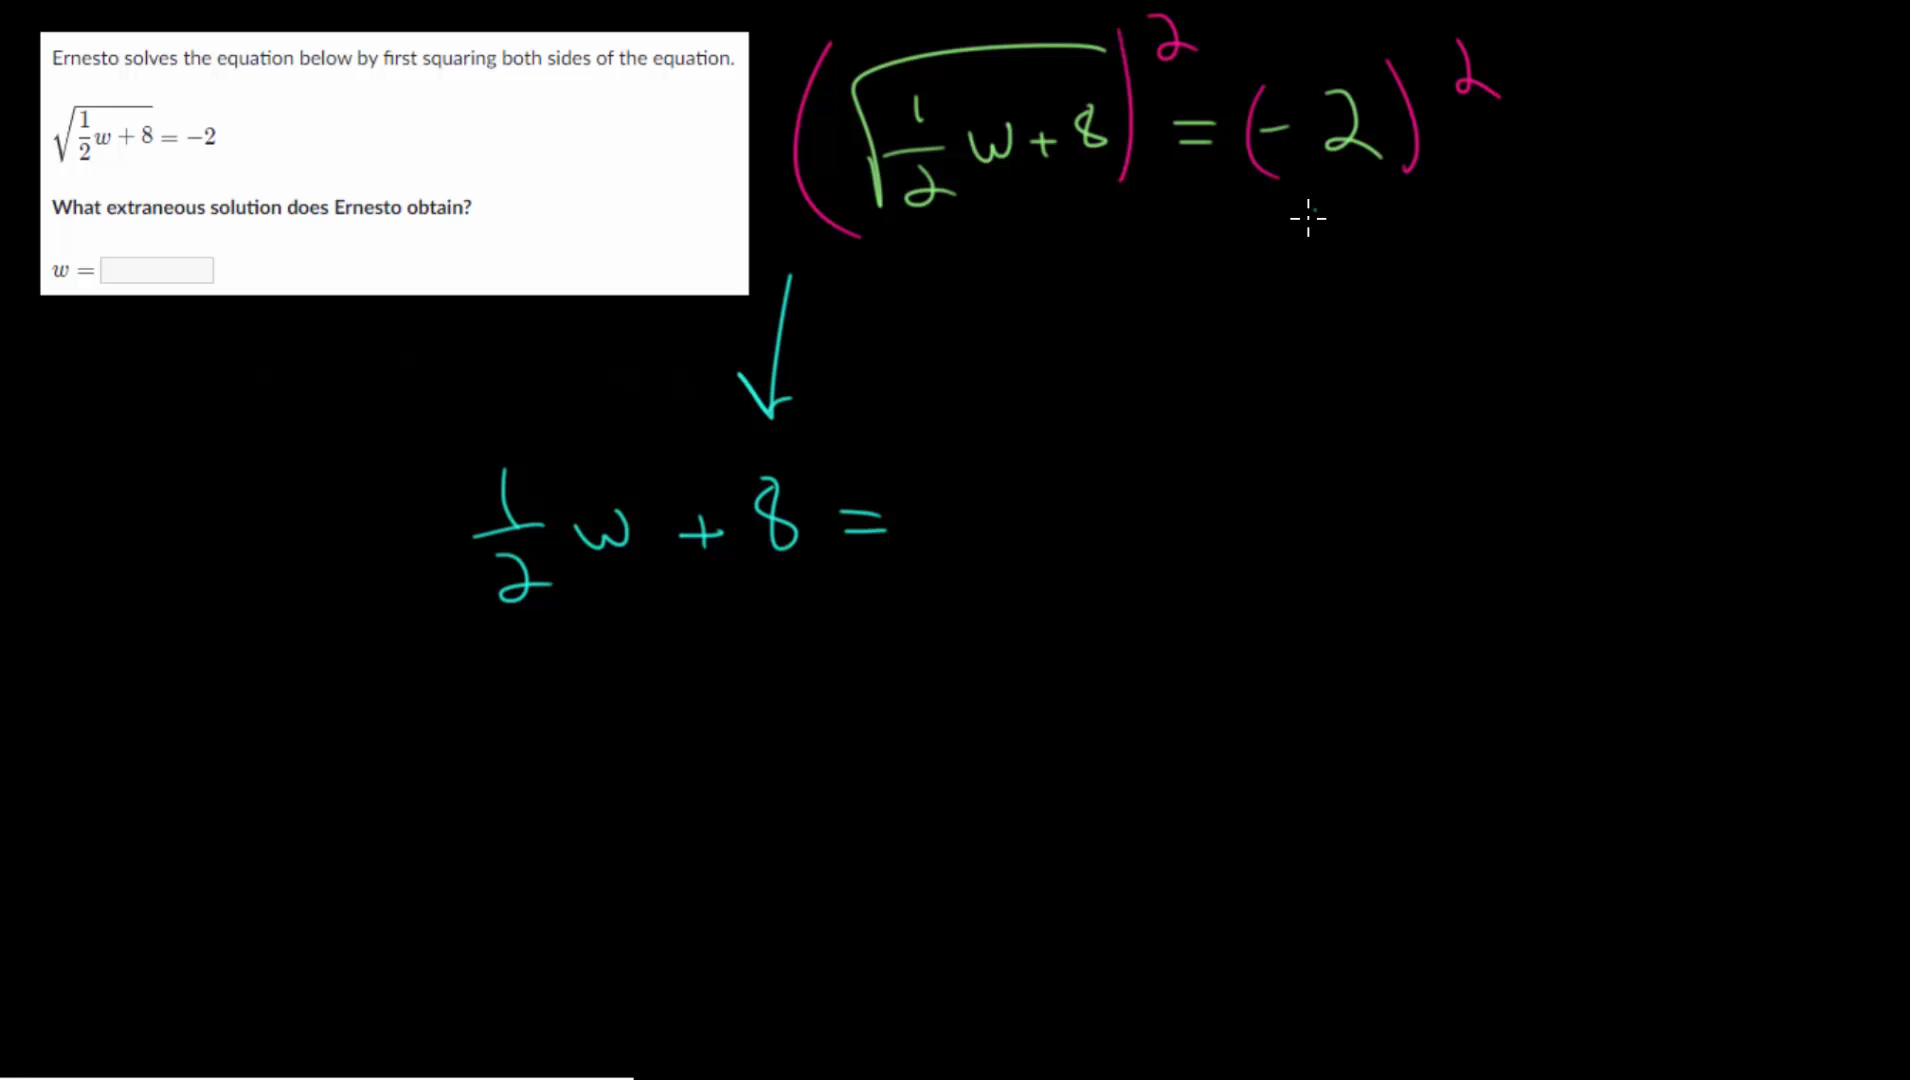 Ernesto solves the equation below by first squaring both sides of the equation.
√(1/2 w + 8) = −2
What extraneous solution does Ernesto obtain?
w =
(√(1/2 w + 8))² = (-2)²
1/2 w + 8 =